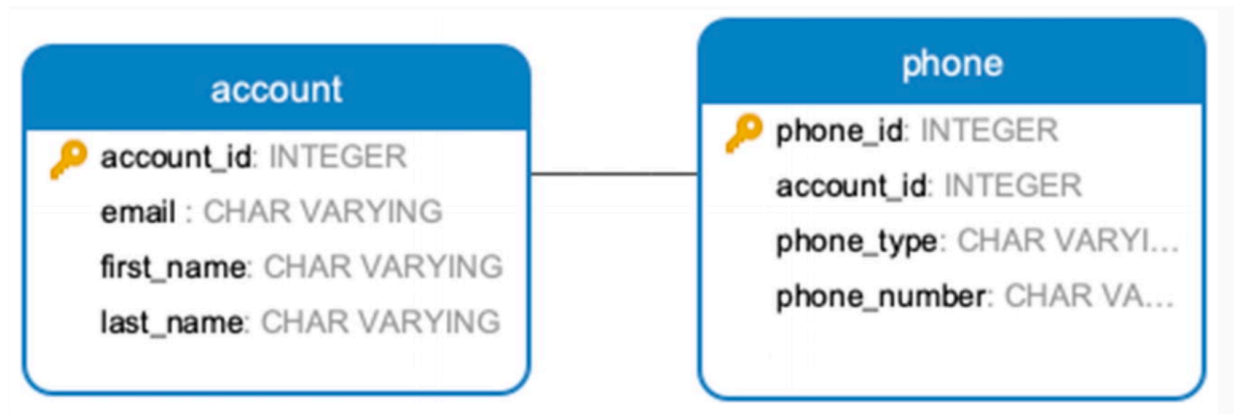 account
account_id: INTEGER
email : CHAR VARYING
first_name: CHAR VARYING
last_name: CHAR VARYING
phone
phone_id: INTEGER
account_id: INTEGER
phone_type: CHAR VARYI...
phone_number: CHAR VA...